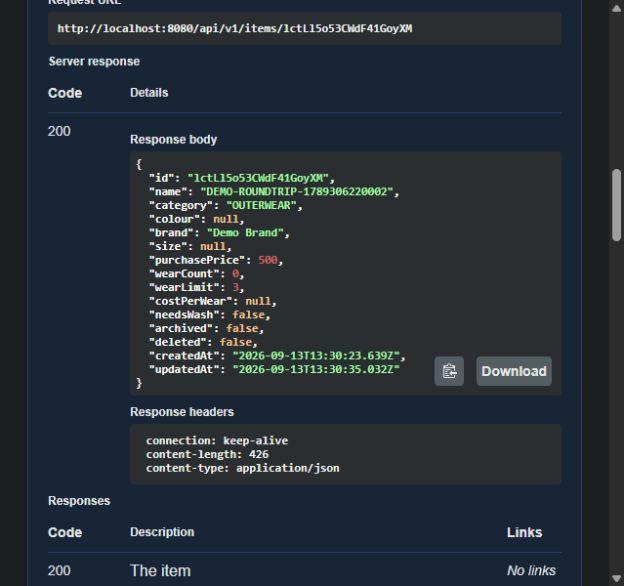 Request URL
http://localhost:8080/api/v1/items/lctLl5o53CWdF41GoyXM
Server response
Code Details
200
Response body
{
"id": "lctLl5o53CWdF41GoyXM",
"name": "DEMO-ROUNDTRIP-1789306220002",
"category": "OUTERWEAR",
"colour": null,
"brand": "Demo Brand",
"size": null,
"purchasePrice": 500,
"wearCount": 0,
"wearLimit": 3,
"costPerWear": null,
"needsWash": false,
"archived": false,
"deleted": false,
"createdAt": "2026-09-13T13:30:23.639Z",
"updatedAt": "2026-09-13T13:30:35.032Z"
}
Download
Response headers
connection: keep-alive
content-length: 426
content-type: application/json
Responses
Code Description Links
200 The item No links